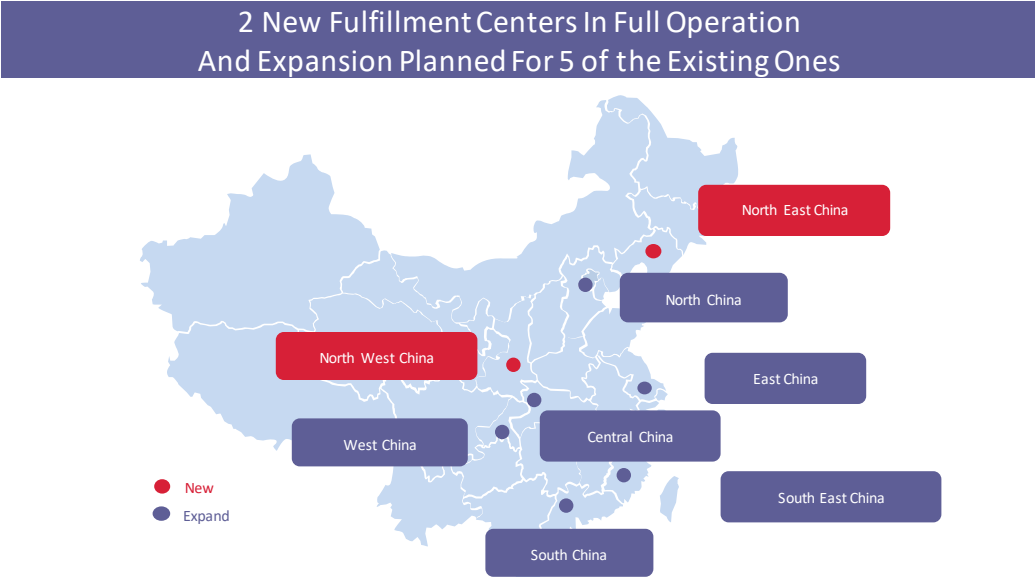 2 New Fulfillment Centers In Full Operation
And Expansion Planned For 5 of the Existing Ones
North East China
North China
North West China
East China
Central China
West China
New
South East China
Expand
South China